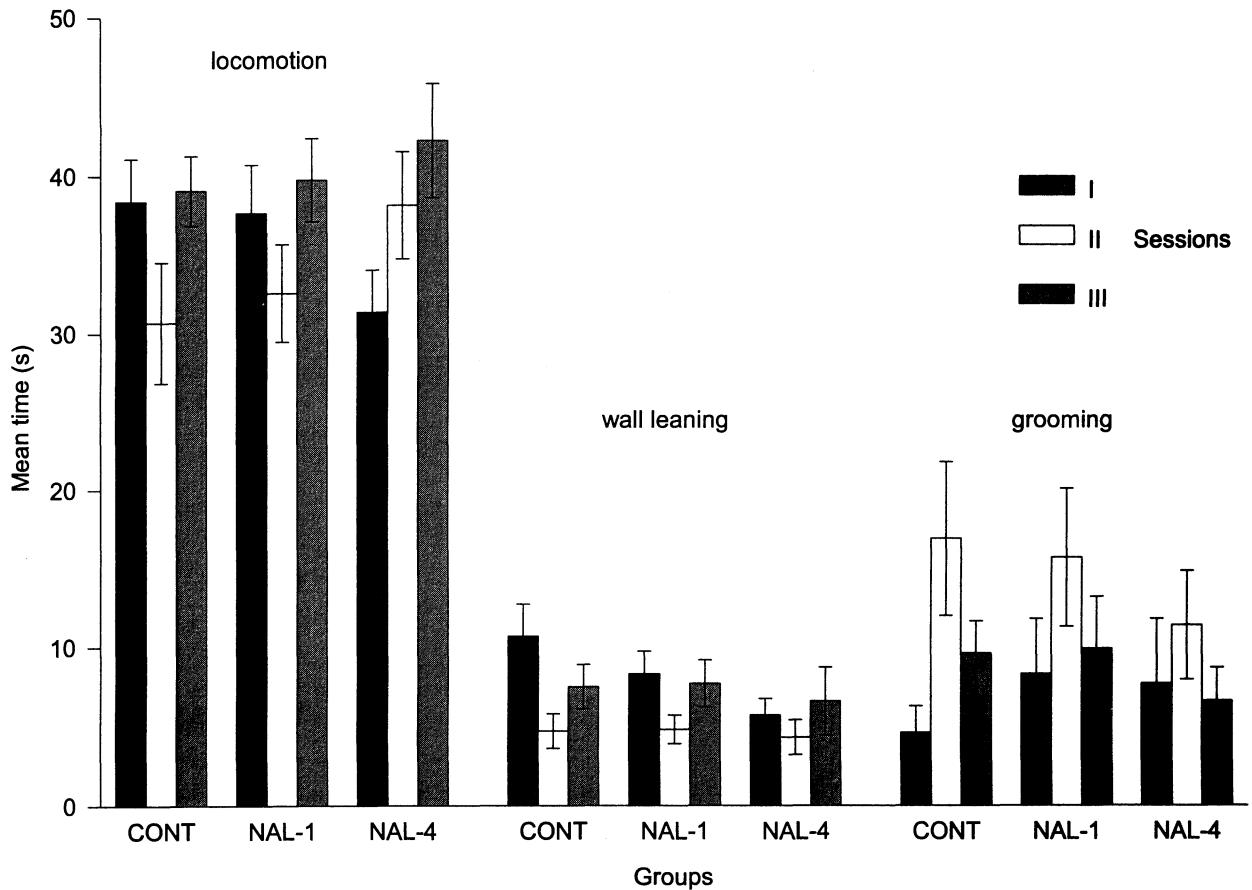 50
locomotion
40
I
II Sessions
III
30
wall leaning
grooming
Mean time (s)
20
10
0
CONT NAL-1 NAL-4 CONT NAL-1 NAL-4 CONT NAL-1 NAL-4
Groups